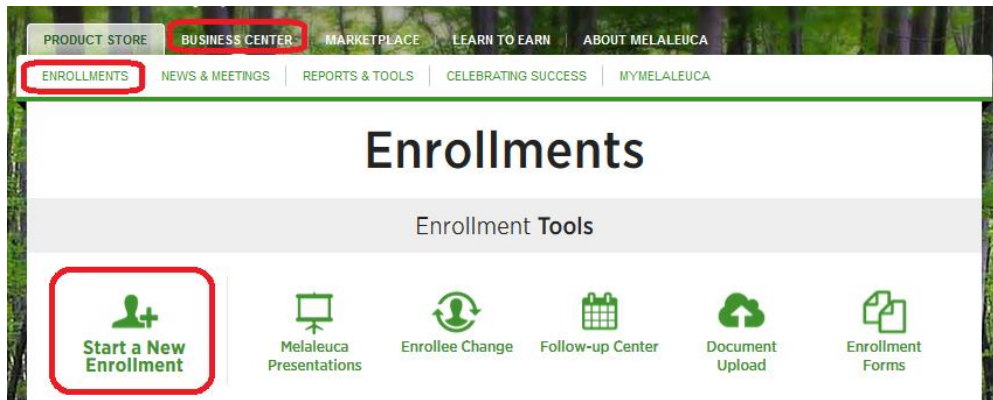 PRODUCT STORE BUSINESS CENTER MARKETPLACE LEARN TO EARN ABOUT MELALEUCA
ENROLLMENTS NEWS & MEETINGS REPORTS & TOOLS CELEBRATING SUCCESS MYMELALEUCA
Enrollments
Enrollment Tools
Start a New
Enrollment
Melaleuca
Presentations
Enrollee Change
Follow-up Center
Document
Upload
Enrollment
Forms